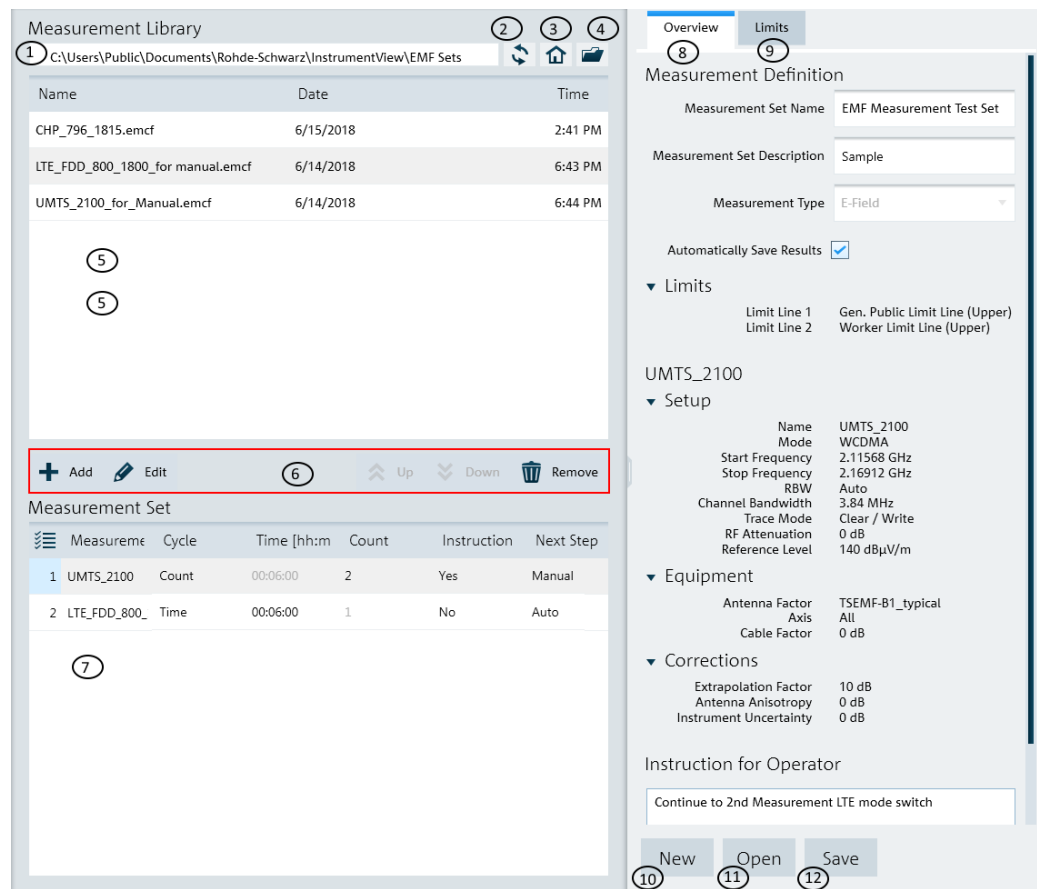 Measurement Library
2 3 4
1 C:\Users\Public\Documents\Rohde-Schwarz\InstrumentView\EMF Sets
Name Date Time
CHP_796_1815.emcf 6/15/2018 2:41 PM
LTE_FDD_800_1800_for manual.emcf 6/14/2018 6:43 PM
UMTS_2100_for_Manual.emcf 6/14/2018 6:44 PM
5
5
Add Edit 6 Up Down Remove
Measurement Set
Measureme Cycle Time [hh:m Count Instruction Next Step
1 UMTS_2100 Count 00:06:00 2 Yes Manual
2 LTE_FDD_800_ Time 00:06:00 1 No Auto
7
Overview Limits
8 9
Measurement Definition
Measurement Set Name EMF Measurement Test Set
Measurement Set Description Sample
Measurement Type E-Field
Automatically Save Results
Limits
Limit Line 1 Gen. Public Limit Line (Upper)
Limit Line 2 Worker Limit Line (Upper)
UMTS_2100
Setup
Name UMTS_2100
Mode WCDMA
Start Frequency 2.11568 GHz
Stop Frequency 2.16912 GHz
RBW Auto
Channel Bandwidth 3.84 MHz
Trace Mode Clear / Write
RF Attenuation 0 dB
Reference Level 140 dBµV/m
Equipment
Antenna Factor TSEMF-B1_typical
Axis All
Cable Factor 0 dB
Corrections
Extrapolation Factor 10 dB
Antenna Anisotropy 0 dB
Instrument Uncertainty 0 dB
Instruction for Operator
Continue to 2nd Measurement LTE mode switch
New Open Save
10 11 12